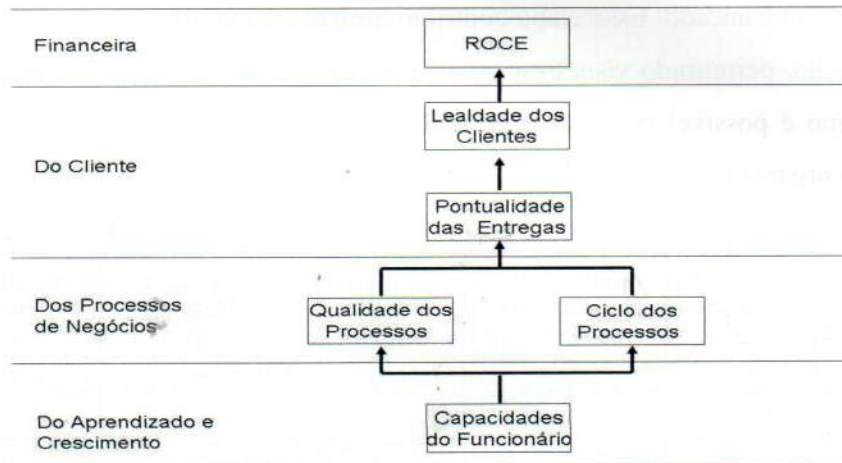 Financeira
ROCE
Lealdade dos
Clientes
Do Cliente
Pontualidade
das Entregas
Dos Processos
de Negócios
Qualidade dos
Processos
Ciclo dos
Processos
Do Aprendizado e
Crescimento
Capacidades
do Funcionário